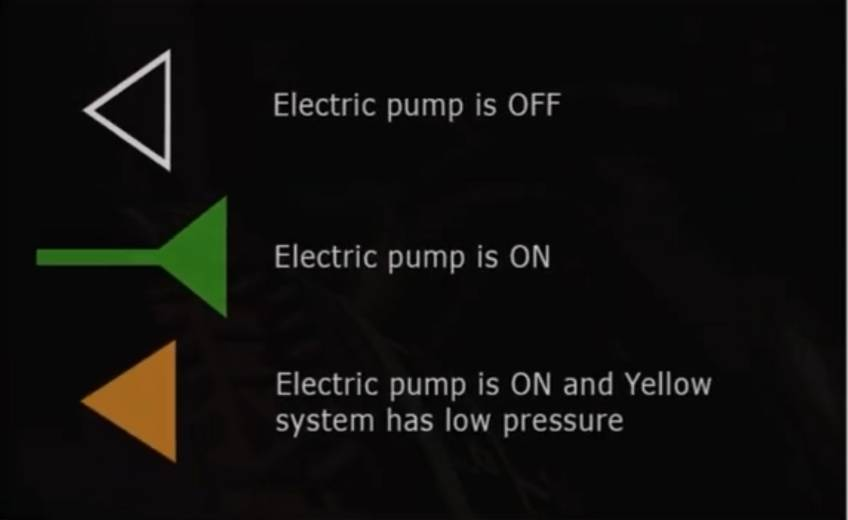 Electric pump is OFF
Electric pump is ON
Electric pump is ON and Yellow
system has low pressure